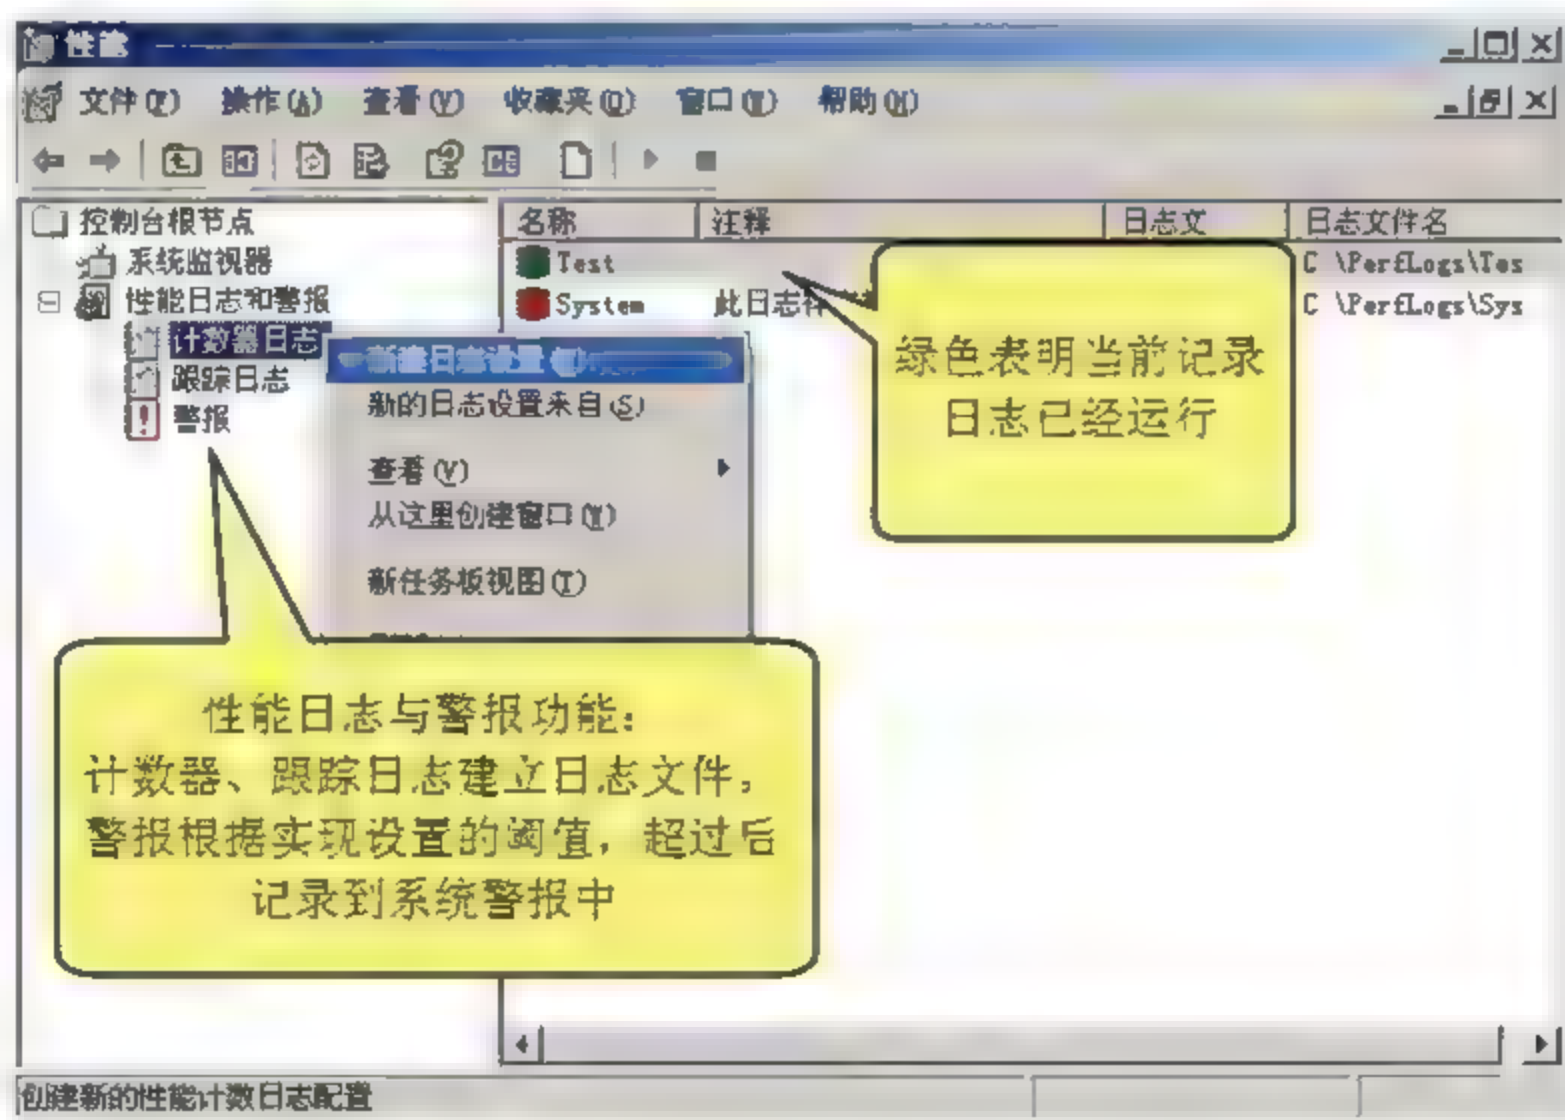 性能
文件(F) 操作(A) 查看(V) 收藏夹(O) 窗口(W) 帮助(H)
控制台根节点
系统监视器
性能日志和警报
计数器日志
跟踪日志
警报
名称 注释 日志文 日志文件名
Test C \PerfLogs\Tes
System 此日志 C \PerfLogs\Sys
新建日志设置
新的日志设置来自(S)
查看(V)
从这里创建窗口(W)
新任务板视图(T)
绿色表明当前记录
日志已经运行
性能日志与警报功能:
计数器、跟踪日志建立日志文件,
警报根据实现设置的阈值,超过后
记录到系统警报中
创建新的性能计数日志配置